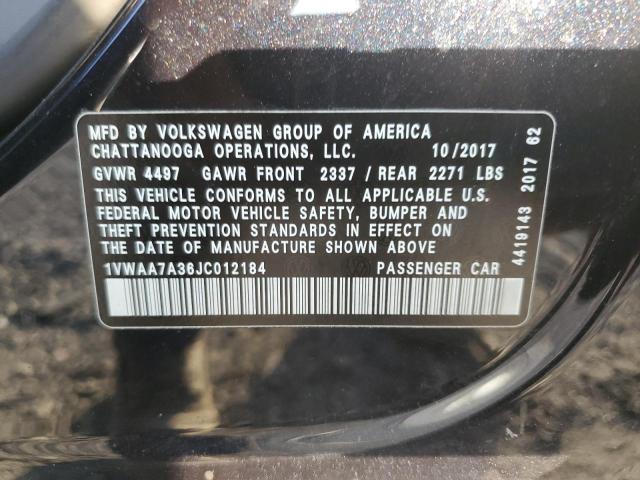 MFD BY VOLKSWAGEN GROUP OF AMERICA
CHATTANOOGA OPERATIONS, LLC. 10/2017
GVWR 4497 GAWR FRONT 2337 / REAR 2271 LBS
THIS VEHICLE CONFORMS TO ALL APPLICABLE U.S.
FEDERAL MOTOR VEHICLE SAFETY, BUMPER AND
THEFT PREVENTION STANDARDS IN EFFECT ON
THE DATE OF MANUFACTURE SHOWN ABOVE
1VWAA7A36JC012184 PASSENGER CAR
4419143 2017 62